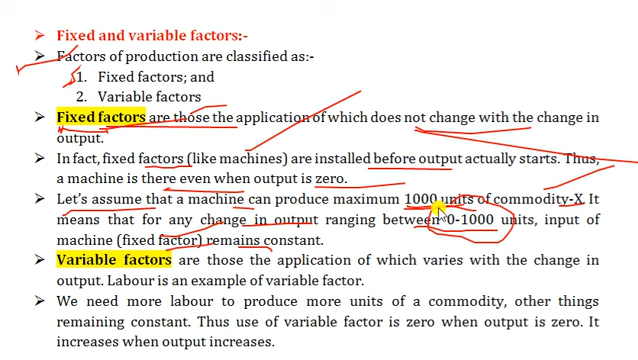 Fixed and variable factors:-
Factors of production are classified as:-
1. Fixed factors; and
2. Variable factors
Fixed factors are those the application of which does not change with the change in
output.
In fact, fixed factors (like machines) are installed before output actually starts. Thus,
a machine is there even when output is zero.
Let's assume that a machine can produce maximum 1000 units of commodity-X. It
means that for any change in output ranging between 0-1000 units, input of
machine (fixed factor) remains constant.
Variable factors are those the application of which varies with the change in
output. Labour is an example of variable factor.
We need more labour to produce more units of a commodity, other things
remaining constant. Thus use of variable factor is zero when output is zero. It
increases when output increases.